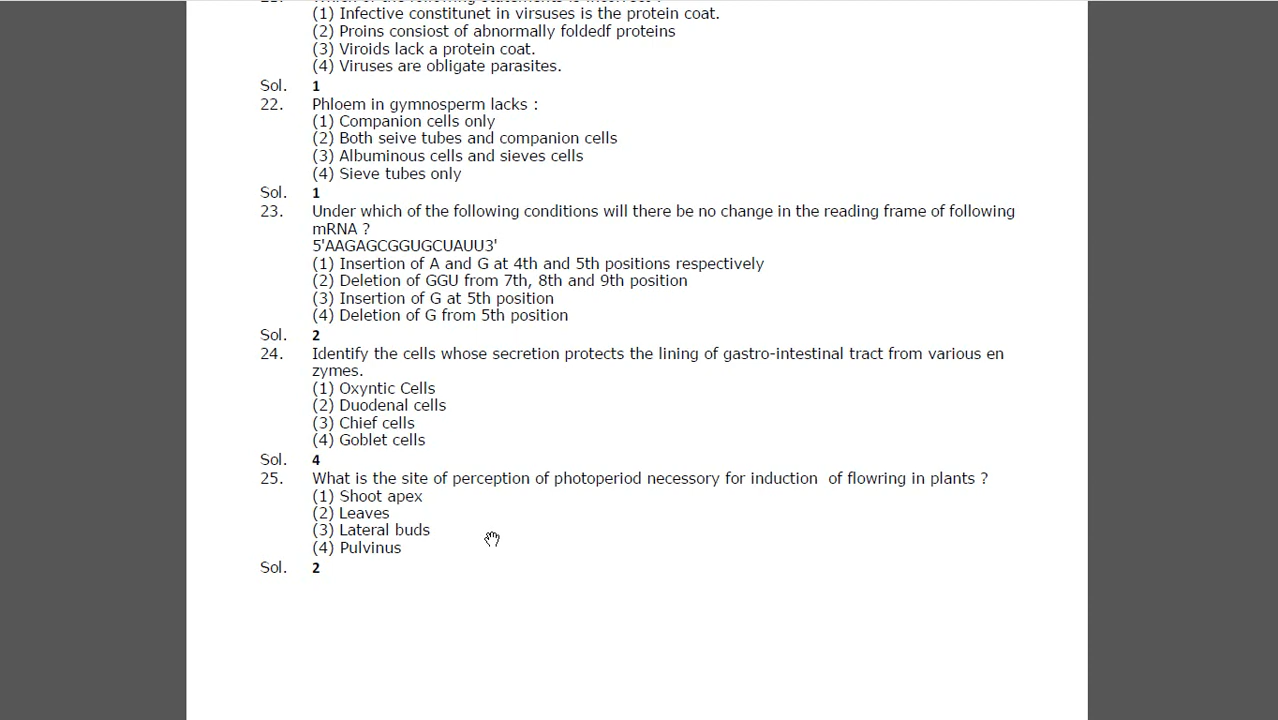 (1) Infective constitunet in virsuses is the protein coat.
(2) Proins consiost of abnormally foldedf proteins
(3) Viroids lack a protein coat.
(4) Viruses are obligate parasites.
Sol. 1
22. Phloem in gymnosperm lacks :
(1) Companion cells only
(2) Both seive tubes and companion cells
(3) Albuminous cells and sieves cells
(4) Sieve tubes only
Sol. 1
23. Under which of the following conditions will there be no change in the reading frame of following
mRNA ?
5'AAGAGCGGUGCUAUU3'
(1) Insertion of A and G at 4th and 5th positions respectively
(2) Deletion of GGU from 7th, 8th and 9th position
(3) Insertion of G at 5th position
(4) Deletion of G from 5th position
Sol. 2
24. Identify the cells whose secretion protects the lining of gastro-intestinal tract from various en
zymes.
(1) Oxyntic Cells
(2) Duodenal cells
(3) Chief cells
(4) Goblet cells
Sol. 4
25. What is the site of perception of photoperiod necessary for induction of flowring in plants ?
(1) Shoot apex
(2) Leaves
(3) Lateral buds
(4) Pulvinus
Sol. 2